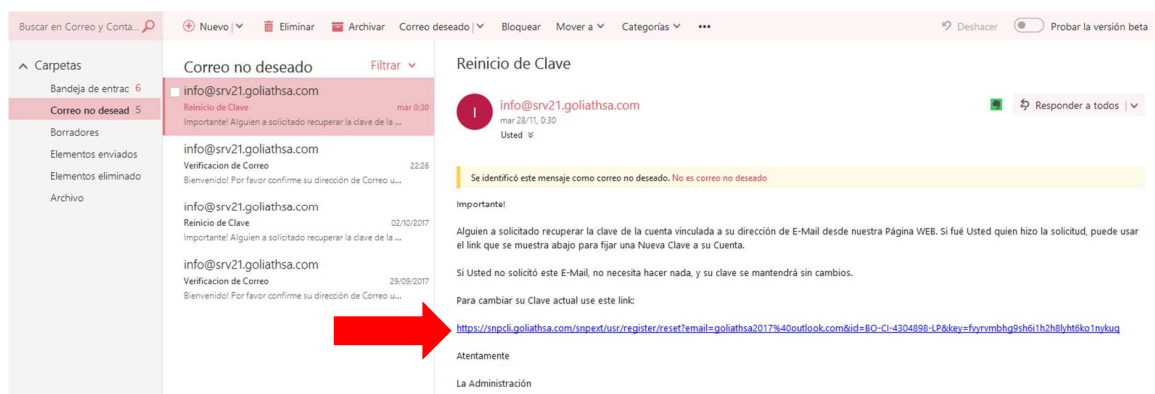 Buscar en Correo y Conta...
Nuevo
Eliminar
Archivar
Correo deseado
Bloquear
Mover a
Categorías
Deshacer
Probar la versión beta
Carpetas
Bandeja de entrac 6
Correo no desead 5
Borradores
Elementos enviados
Elementos eliminado
Archivo
Correo no deseado
Filtrar
info@srv21.goliathsa.com
Reinicio de Clave mar 0:30
Importante! Alguien a solicitado recuperar la clave de la ...
info@srv21.goliathsa.com
Verificacion de Correo 22:26
Bienvenido! Por favor confirme su dirección de Correo u...
info@srv21.goliathsa.com
Reinicio de Clave 02/10/2017
Importante! Alguien a solicitado recuperar la clave de la ...
info@srv21.goliathsa.com
Verificacion de Correo 29/09/2017
Bienvenido! Por favor confirme su dirección de Correo u...
Reinicio de Clave
I
info@srv21.goliathsa.com
mar 28/11, 0:30
Usted
Responder a todos
Se identificó este mensaje como correo no deseado. No es correo no deseado
Importante!
Alguien a solicitado recuperar la clave de la cuenta vinculada a su dirección de E-Mail desde nuestra Página WEB. Si fué Usted quien hizo la solicitud, puede usar
el link que se muestra abajo para fijar una Nueva Clave a su Cuenta.
Si Usted no solicitó este E-Mail, no necesita hacer nada, y su clave se mantendrá sin cambios.
Para cambiar su Clave actual use este link:
https://snpcli.goliathsa.com/snpext/usr/register/reset?email=goliathsa2017%40outlook.com&id=BO-CI-4304898-LP&key=fvyrvmbhg9sh6i1h2h8lyht6ko1nykuq
Atentamente
La Administración